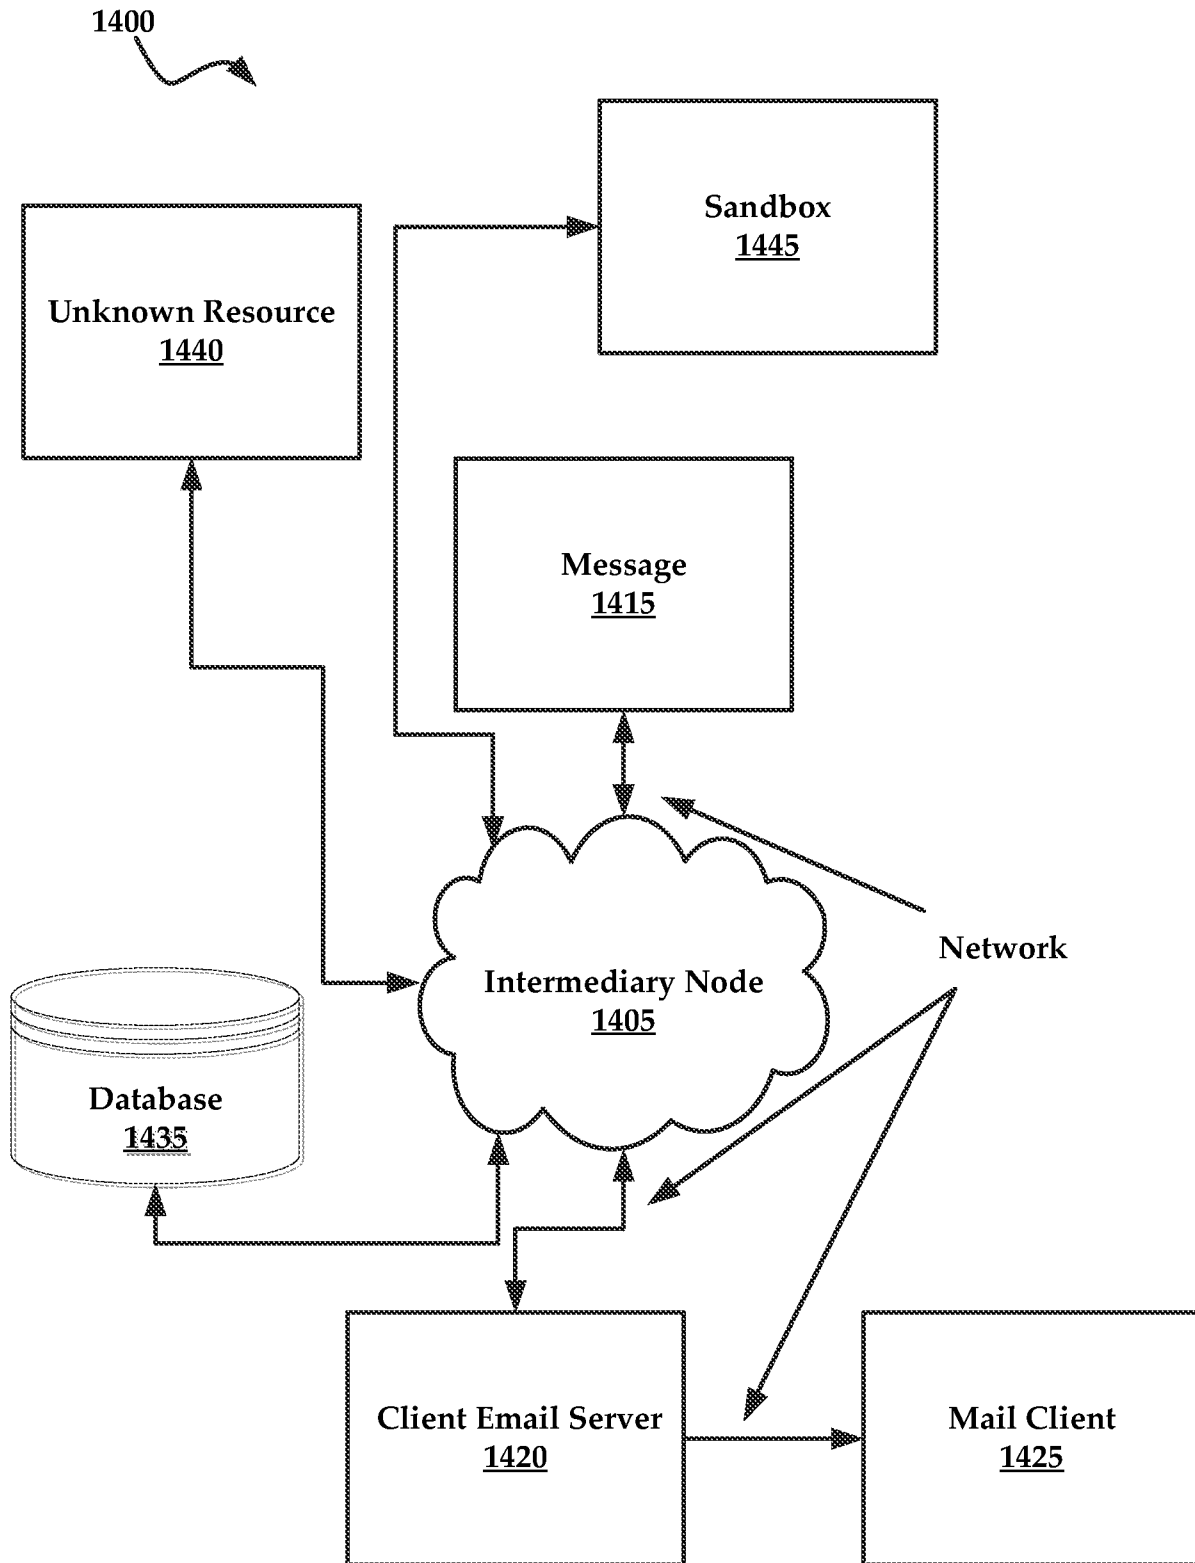 1400
Sandbox
1445
Unknown Resource
1440
Message
1415
Network
Intermediary Node
1405
Database
1435
Client Email Server
1420
Mail Client
1425